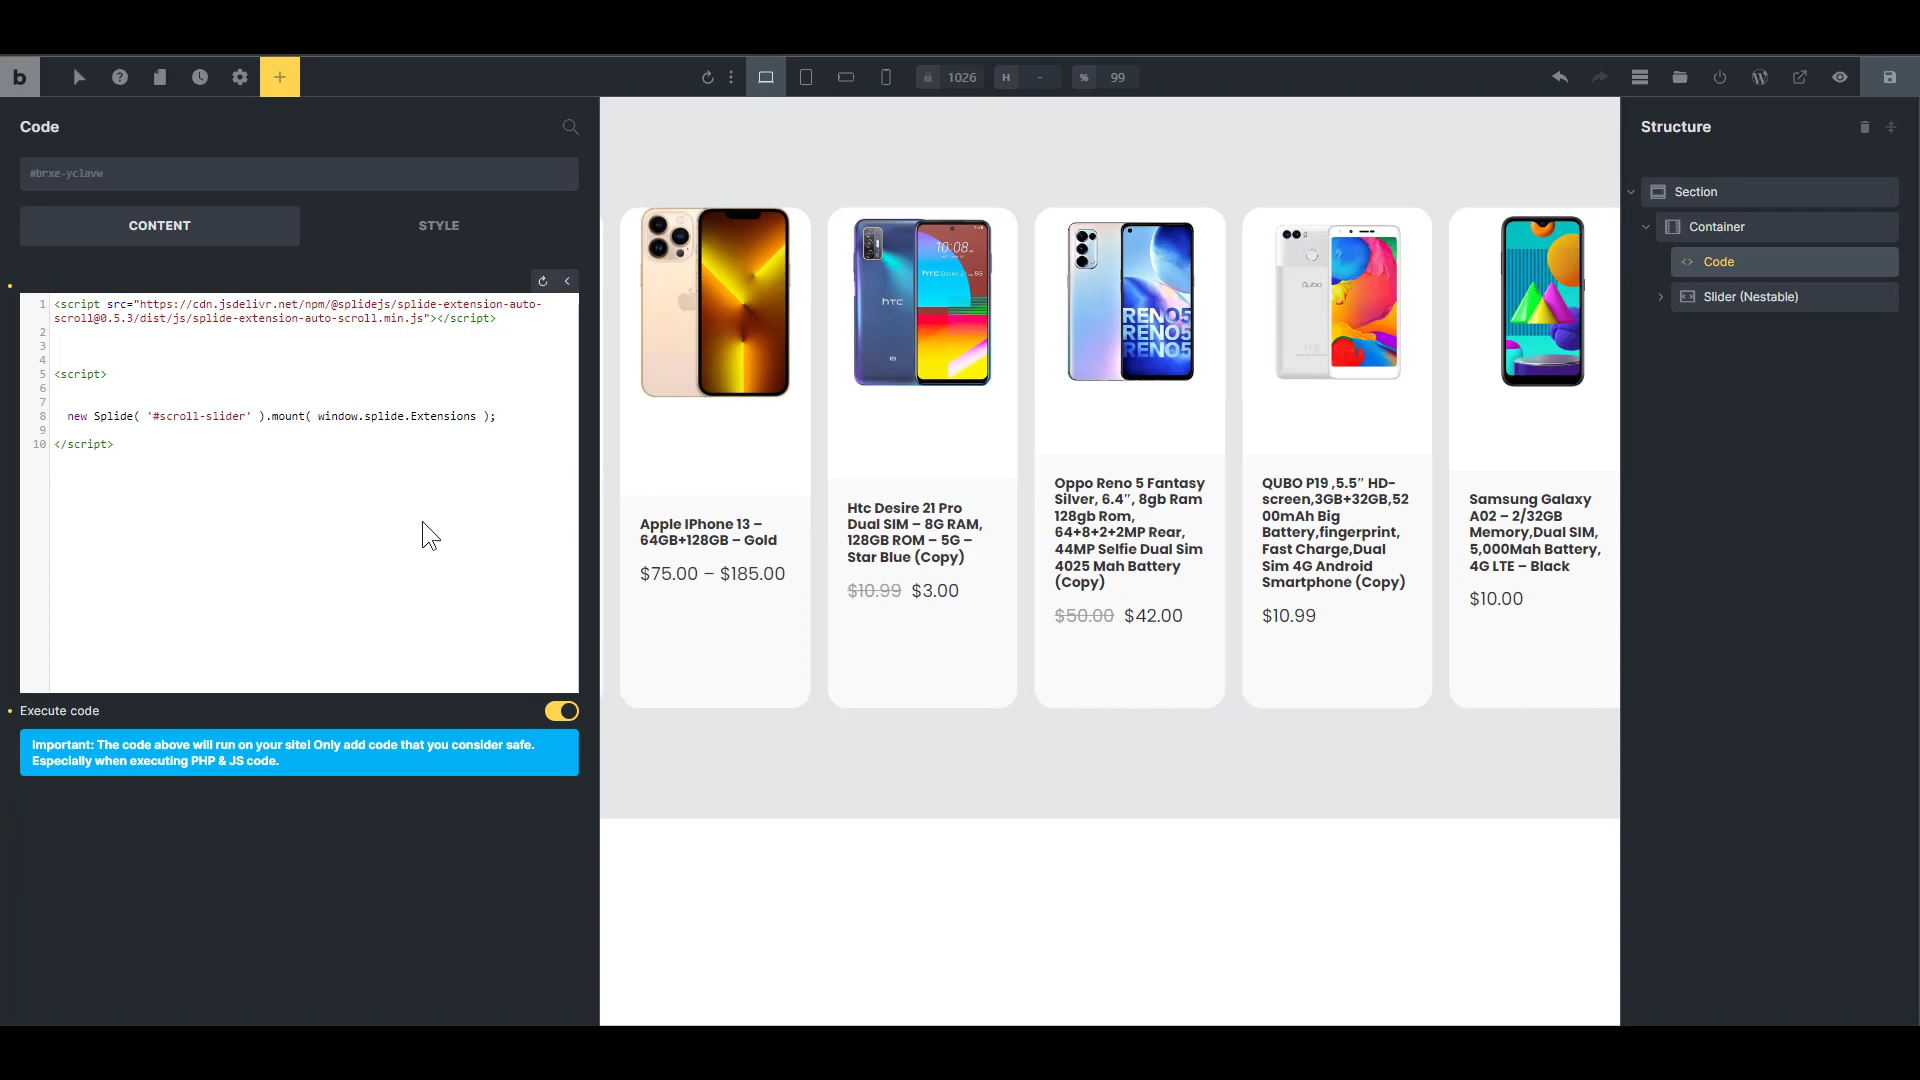 b
1026
H
-
%
99
Code
#brxe-yclavw
CONTENT
STYLE
1 <script src="https://cdn.jsdelivr.net/npm/@splidejs/splide-extension-auto-
scroll@0.5.3/dist/js/splide-extension-auto-scroll.min.js"></script>
2
3
4
5 <script>
6
7
8 new Splide( '#scroll-slider' ).mount( window.splide.Extensions );
9
10 </script>
Execute code
Important: The code above will run on your site! Only add code that you consider safe.
Especially when executing PHP & JS code.
Apple IPhone 13 –
64GB+128GB – Gold
$75.00 – $185.00
10:08
hTC
Htc Desire 21 Pro
Dual SIM – 8G RAM,
128GB ROM – 5G –
Star Blue (Copy)
$10.99 $3.00
RENO5
RENO5
RENO5
Oppo Reno 5 Fantasy
Silver, 6.4″, 8gb Ram
128gb Rom,
64+8+2+2MP Rear,
44MP Selfie Dual Sim
4025 Mah Battery
(Copy)
$50.00 $42.00
Qubo
QUBO P19 ,5.5″ HD-
screen,3GB+32GB,52
00mAh Big
Battery,fingerprint,
Fast Charge,Dual
Sim 4G Android
Smartphone (Copy)
$10.99
Samsung Galaxy
A02 – 2/32GB
Memory,Dual SIM,
5,000Mah Battery,
4G LTE – Black
$10.00
Structure
Section
Container
Code
Slider (Nestable)